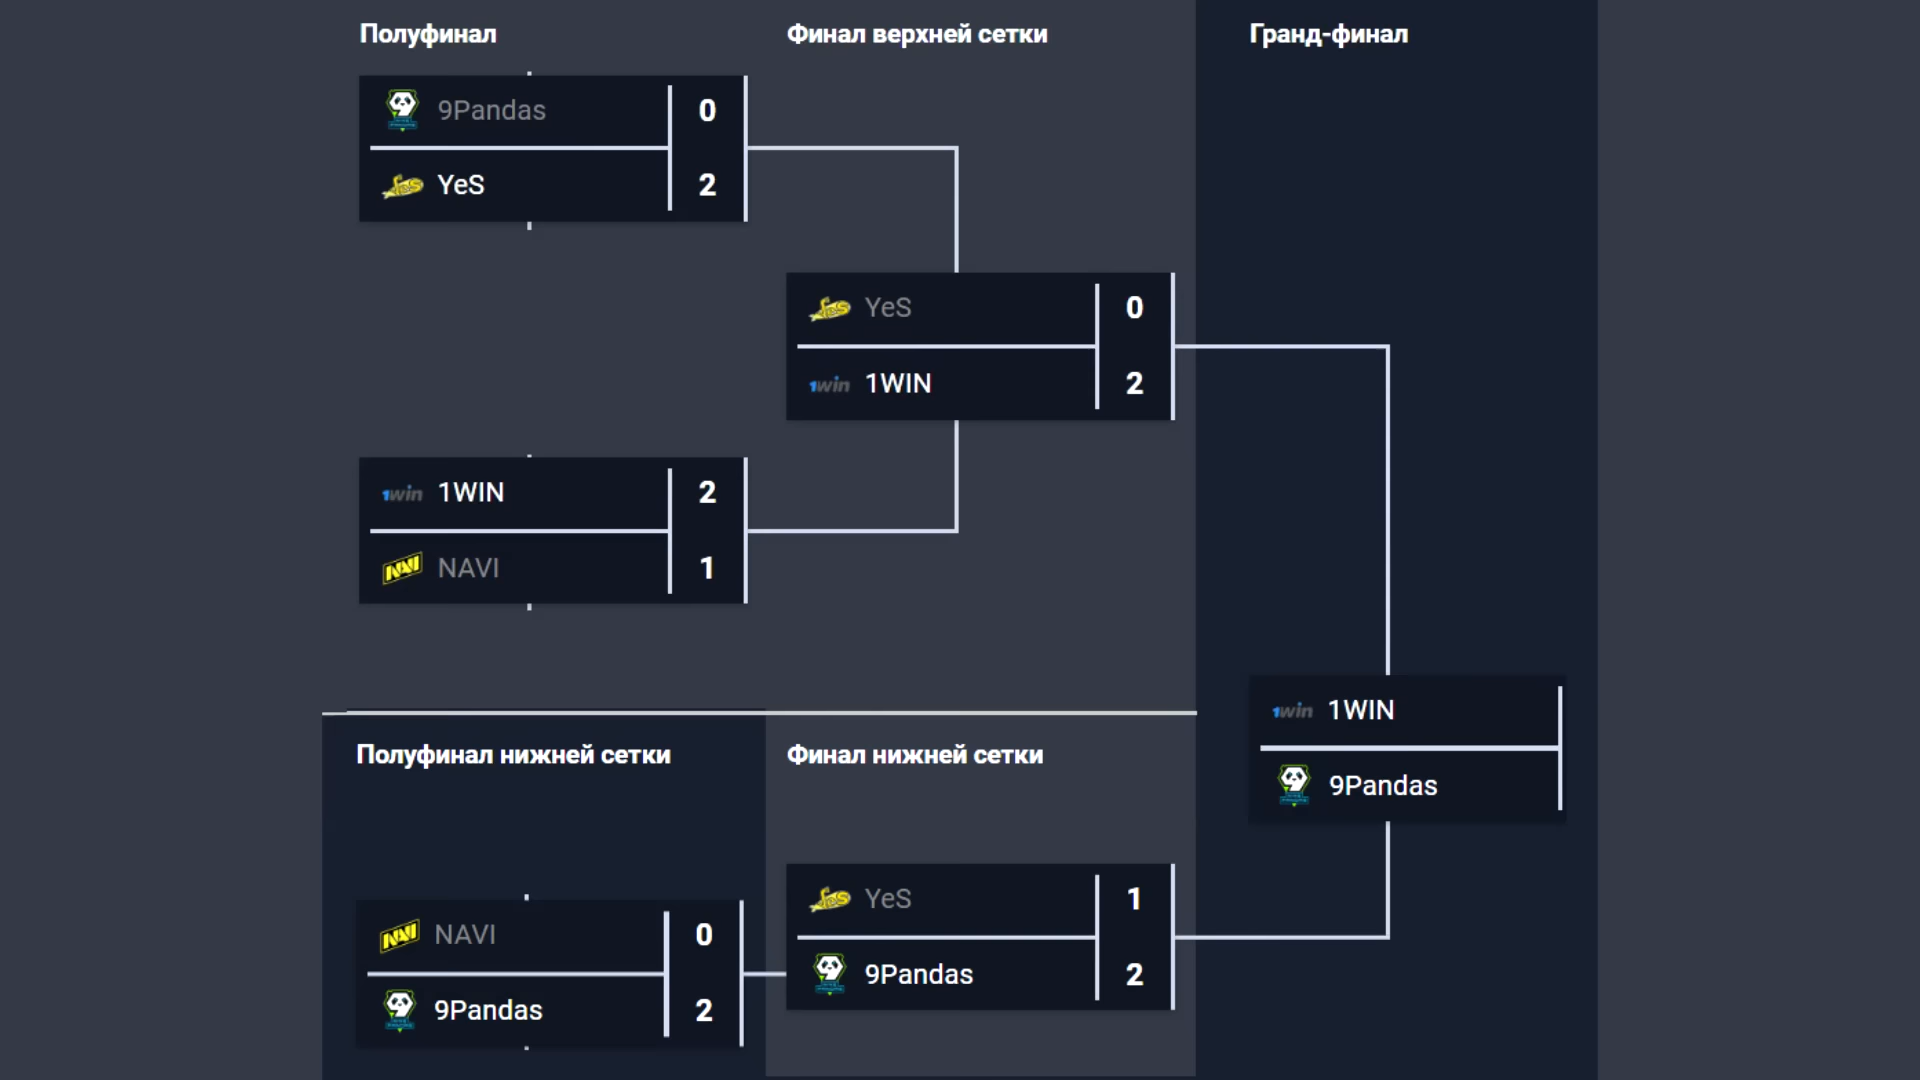 Полуфинал
9Pandas 0
YeS 2
1WIN 2
NAVI 1
Финал верхней сетки
YeS 0
1WIN 2
Полуфинал нижней сетки
NAVI 0
9Pandas 2
Финал нижней сетки
YeS 1
9Pandas 2
Гранд-финал
1WIN
9Pandas